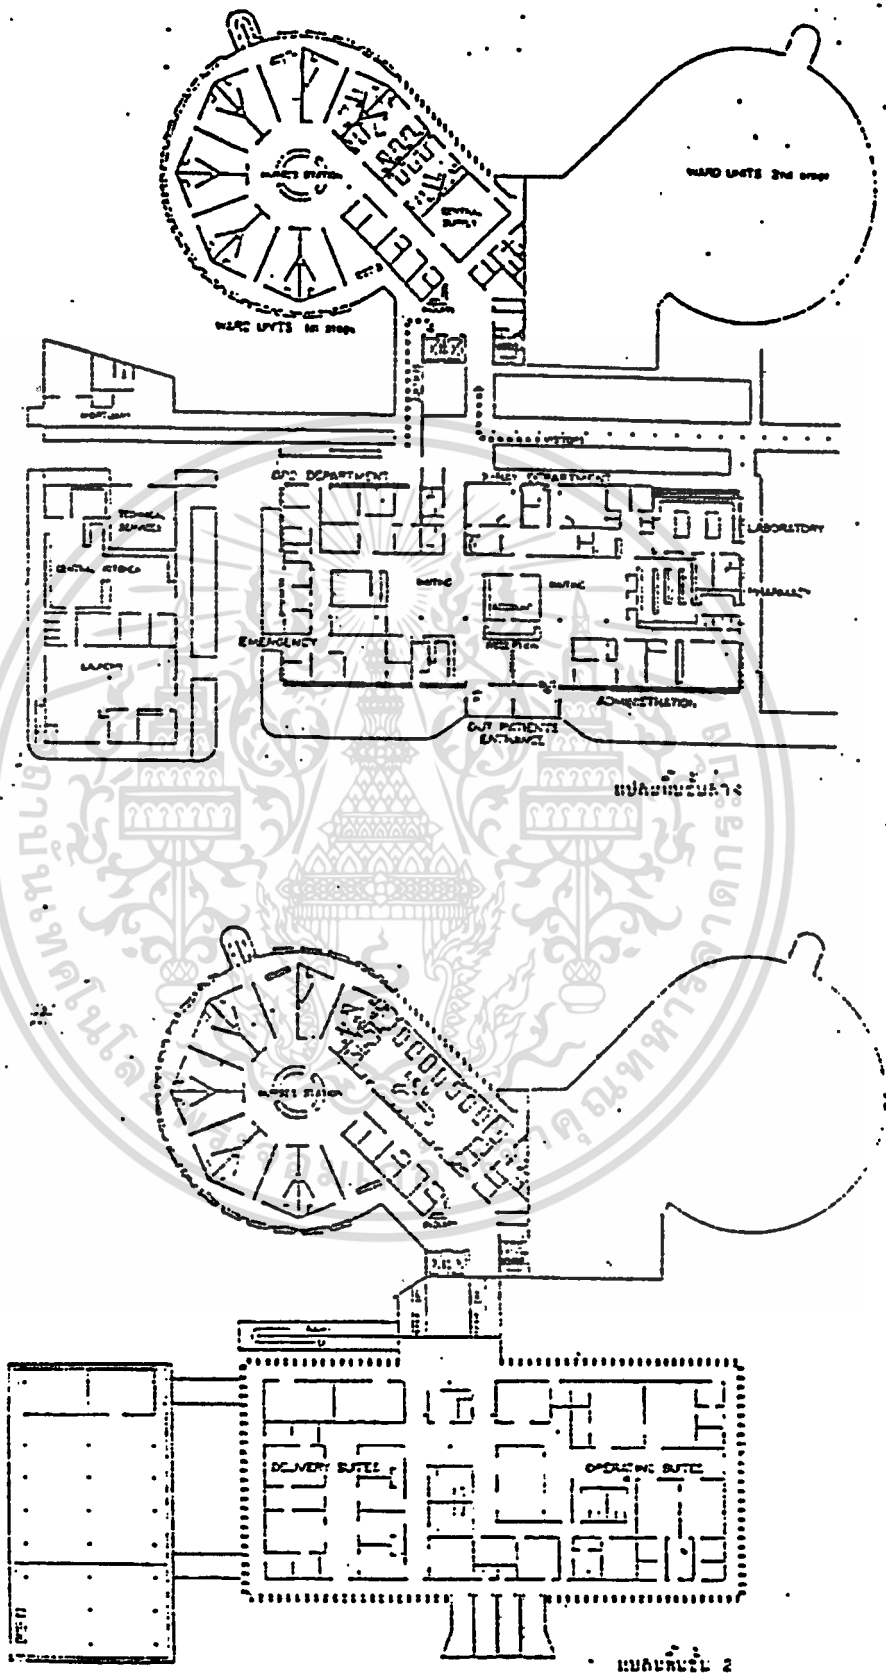 NURSES STATION
CENTRAL
SUPPLY
WARD UNITS 2nd stage
WARD UNITS 1st stage
MORTUARY
VISITORS
OPD DEPARTMENT
X-RAY DEPARTMENT
TECHNICAL
SERVICES
LABORATORY
CENTRAL KITCHEN
WAITING
WAITING
PHARMACY
EMERGENCY
RECEPTION
LAUNDRY
ADMINISTRATION
OUT PATIENTS
ENTRANCE
แปลนพื้นชั้นล่าง
NURSES STATION
DELIVERY SUITES
OPERATING SUITES
แปลนพื้นชั้น 2